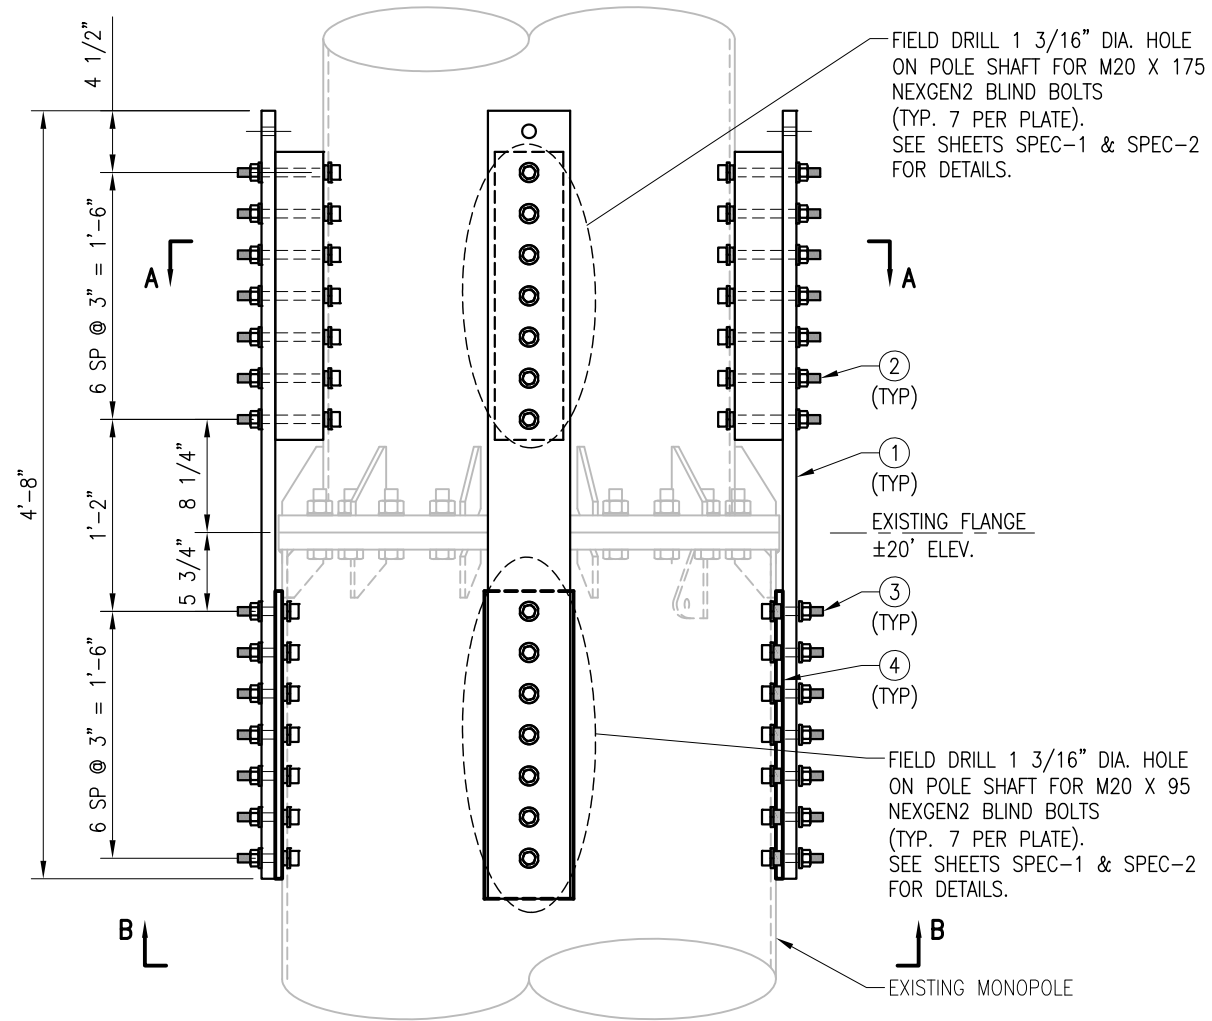 4 1/2"
FIELD DRILL 1 3/16" DIA. HOLE
ON POLE SHAFT FOR M20 X 175
NEXGEN2 BLIND BOLTS
(TYP. 7 PER PLATE).
SEE SHEETS SPEC-1 & SPEC-2
FOR DETAILS.
6 SP @ 3" = 1'-6"
A
A
2
(TYP)
4'-8"
1'-2"
8 1/4"
1
(TYP)
EXISTING FLANGE
±20' ELEV.
5 3/4"
3
(TYP)
4
(TYP)
6 SP @ 3" = 1'-6"
FIELD DRILL 1 3/16" DIA. HOLE
ON POLE SHAFT FOR M20 X 95
NEXGEN2 BLIND BOLTS
(TYP. 7 PER PLATE).
SEE SHEETS SPEC-1 & SPEC-2
FOR DETAILS.
B
B
EXISTING MONOPOLE